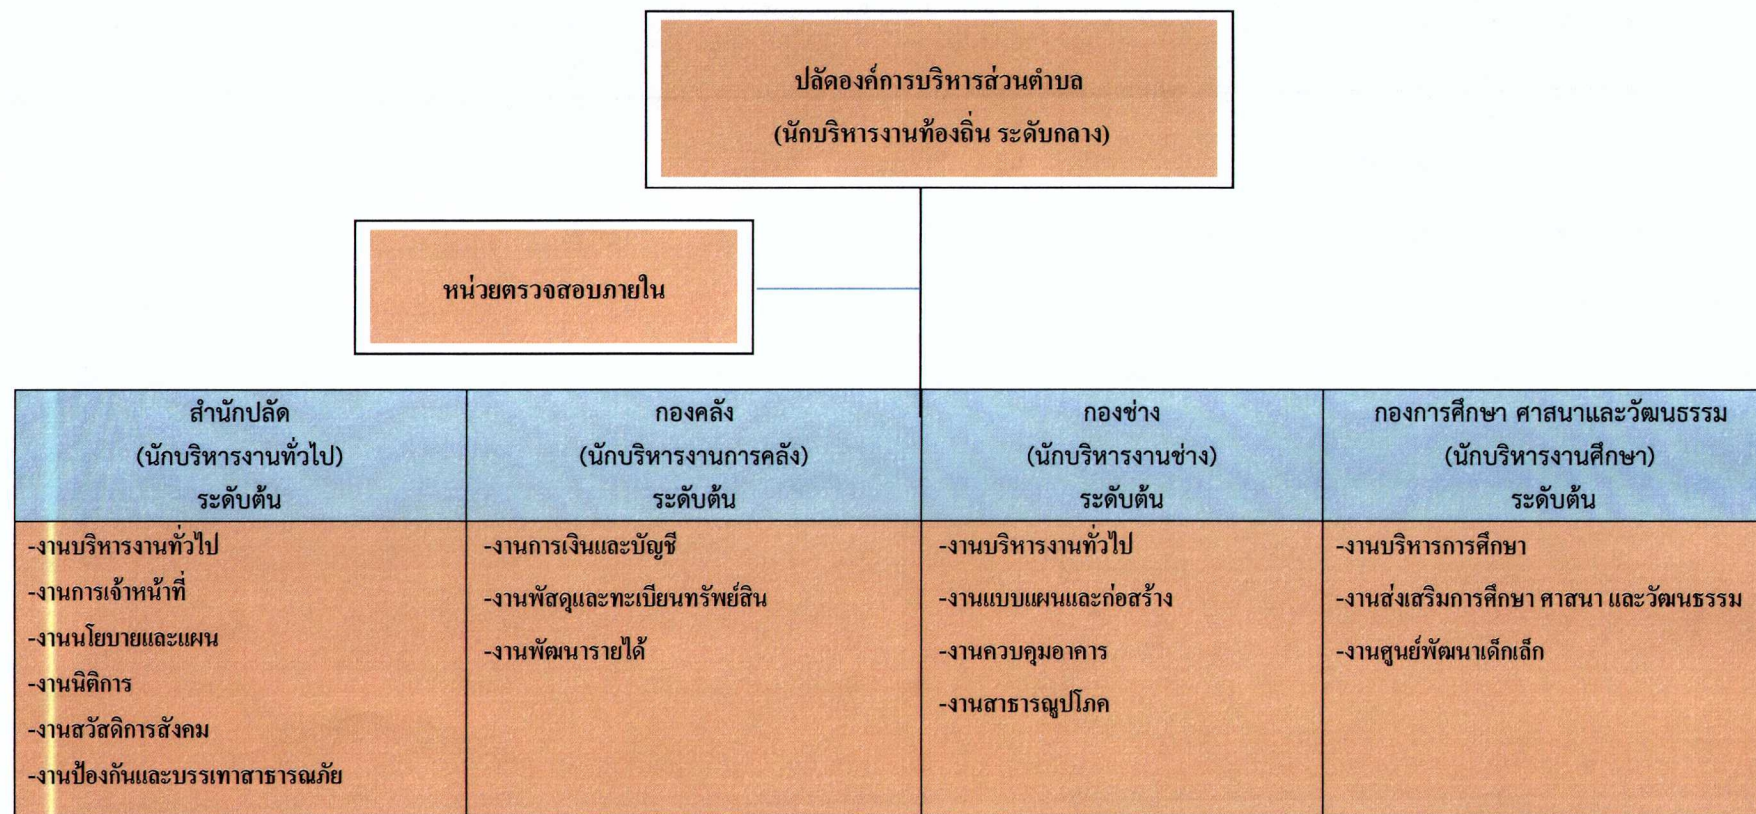 ปลัดองค์การบริหารส่วนตำบล
(นักบริหารงานท้องถิ่น ระดับกลาง)
หน่วยตรวจสอบภายใน
สำนักปลัด
(นักบริหารงานทั่วไป)
ระดับต้น
กองคลัง
(นักบริหารงานการคลัง)
ระดับต้น
กองช่าง
(นักบริหารงานช่าง)
ระดับต้น
กองการศึกษา ศาสนาและวัฒนธรรม
(นักบริหารงานศึกษา)
ระดับต้น
-งานบริหารงานทั่วไป
-งานการเจ้าหน้าที่
-งานนโยบายและแผน
-งานนิติการ
-งานสวัสดิการสังคม
-งานป้องกันและบรรเทาสาธารณภัย
-งานการเงินและบัญชี
-งานพัสดุและทะเบียนทรัพย์สิน
-งานพัฒนารายได้
-งานบริหารงานทั่วไป
-งานแบบแผนและก่อสร้าง
-งานควบคุมอาคาร
-งานสาธารณูปโภค
-งานบริหารการศึกษา
-งานส่งเสริมการศึกษา ศาสนา และวัฒนธรรม
-งานศูนย์พัฒนาเด็กเล็ก